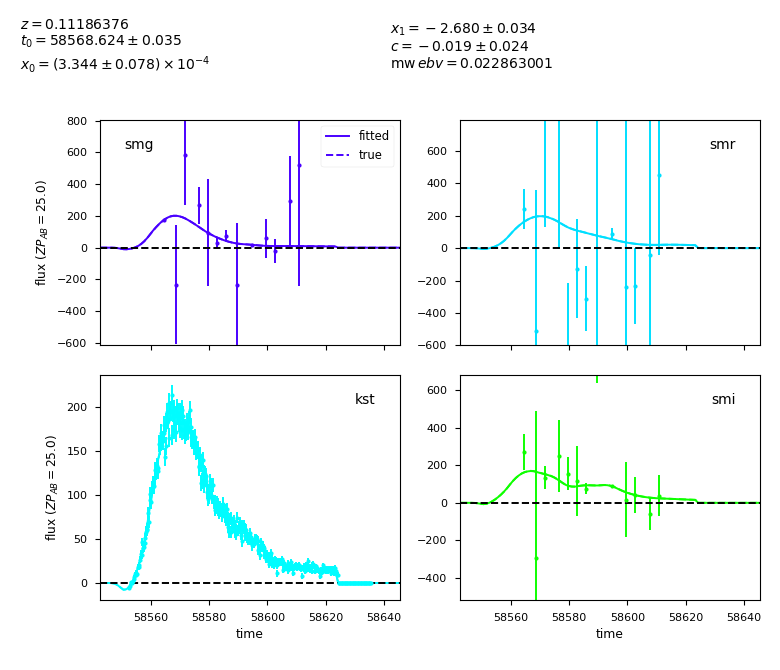 z = 0.11186376
t₀ = 58568.624 ± 0.035
x₀ = (3.344 ± 0.078) × 10⁻⁴
x₁ = −2.680 ± 0.034
c = −0.019 ± 0.024
mw ebv = 0.022863001
smg
fitted
true
800
600
400
200
0
−200
−400
−600
flux (ZP_AB = 25.0)
smr
600
400
200
0
−200
−400
−600
kst
200
150
100
50
0
flux (ZP_AB = 25.0)
58560 58580 58600 58620 58640
time
smi
600
400
200
0
−200
−400
58560 58580 58600 58620 58640
time